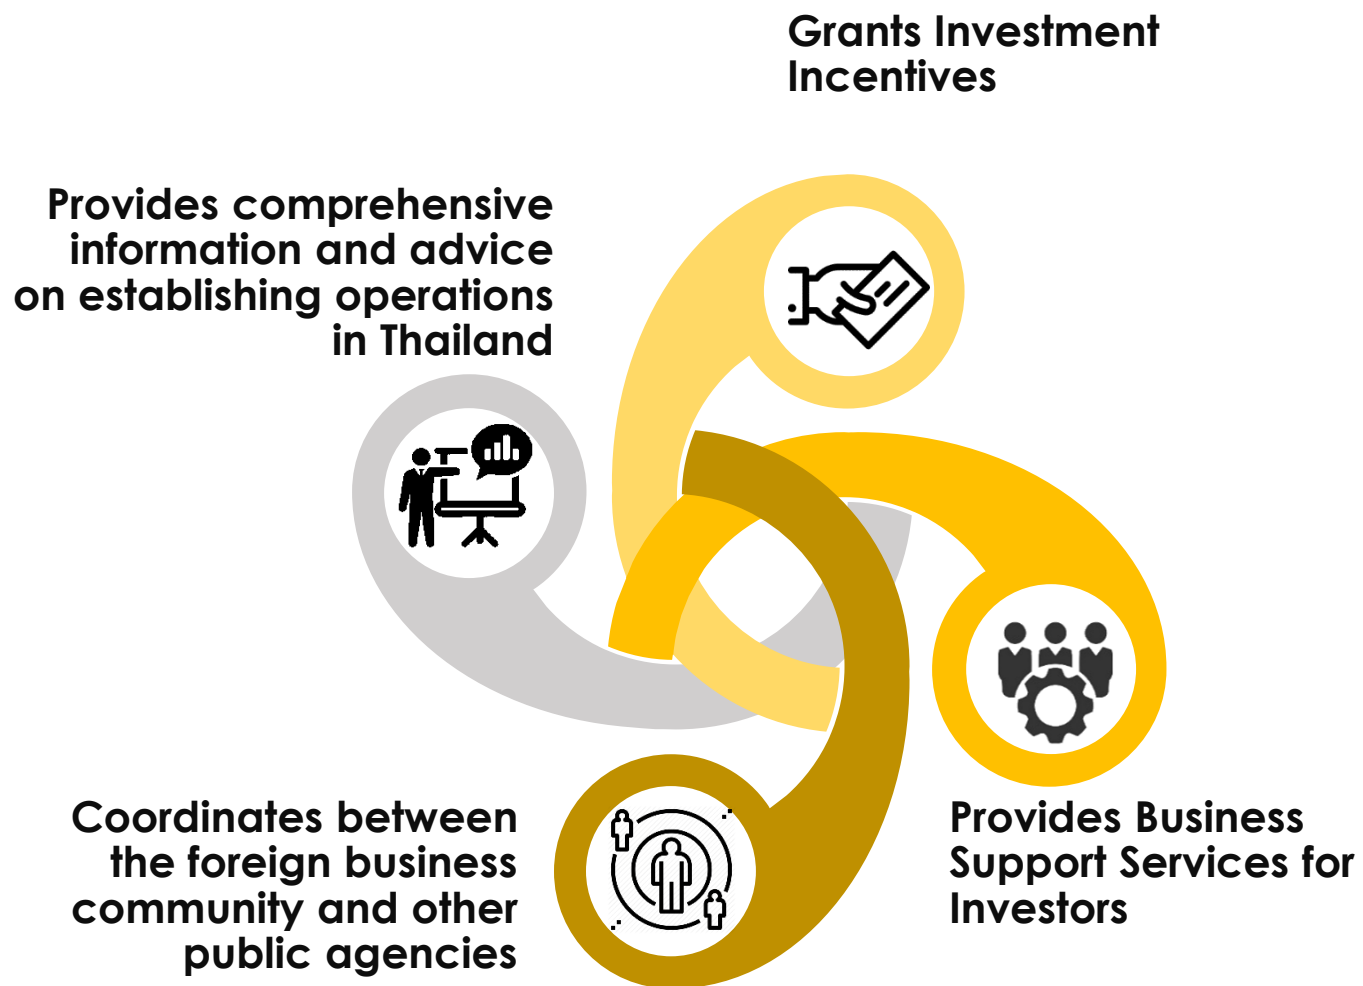 Grants Investment
Incentives
Provides comprehensive
information and advice
on establishing operations
in Thailand
Coordinates between
the foreign business
community and other
public agencies
Provides Business
Support Services for
Investors